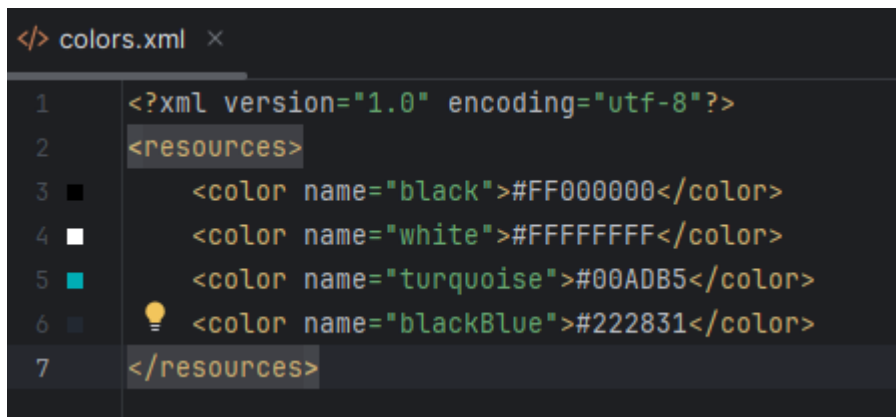 </> colors.xml ×
1 <?xml version="1.0" encoding="utf-8"?>
2 <resources>
3 <color name="black">#FF000000</color>
4 <color name="white">#FFFFFFFF</color>
5 <color name="turquoise">#00ADB5</color>
6 <color name="blackBlue">#222831</color>
7 </resources>